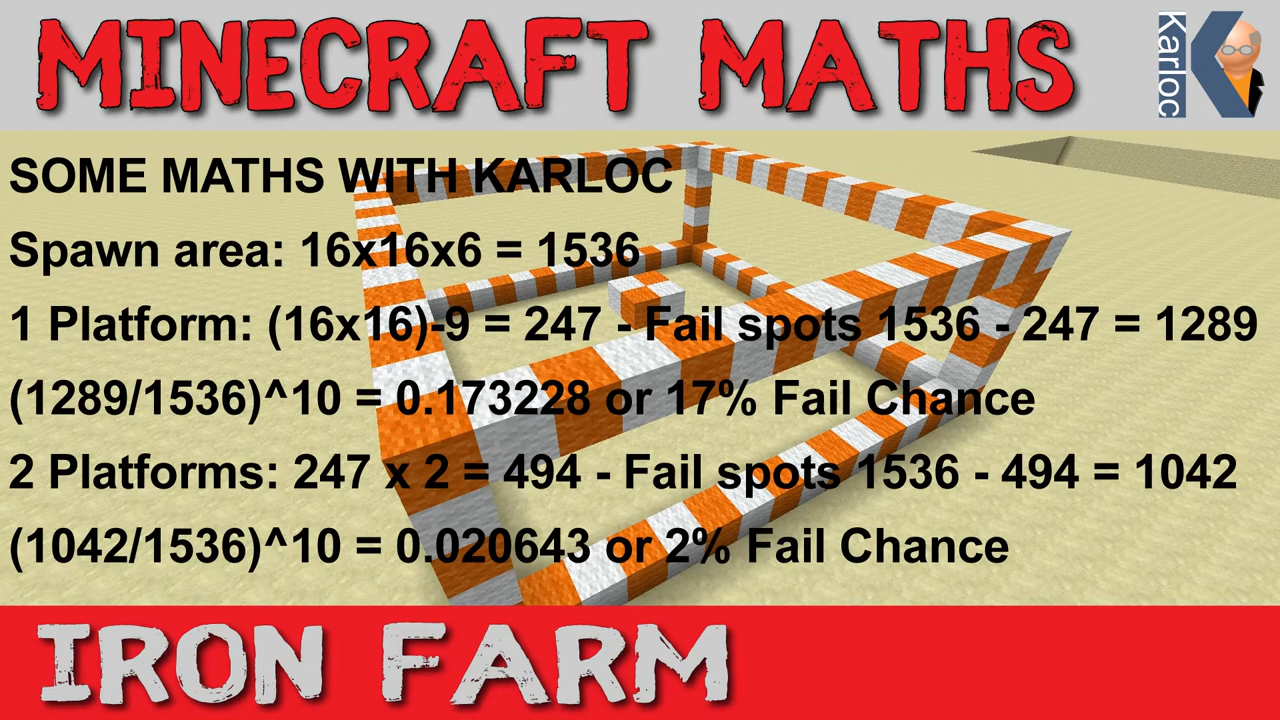 MINECRAFT MATHS
Karloc
SOME MATHS WITH KARLOC
Spawn area: 16x16x6 = 1536
1 Platform: (16x16)-9 = 247 - Fail spots 1536 - 247 = 1289
(1289/1536)^10 = 0.173228 or 17% Fail Chance
2 Platforms: 247 x 2 = 494 - Fail spots 1536 - 494 = 1042
(1042/1536)^10 = 0.020643 or 2% Fail Chance
IRON FARM